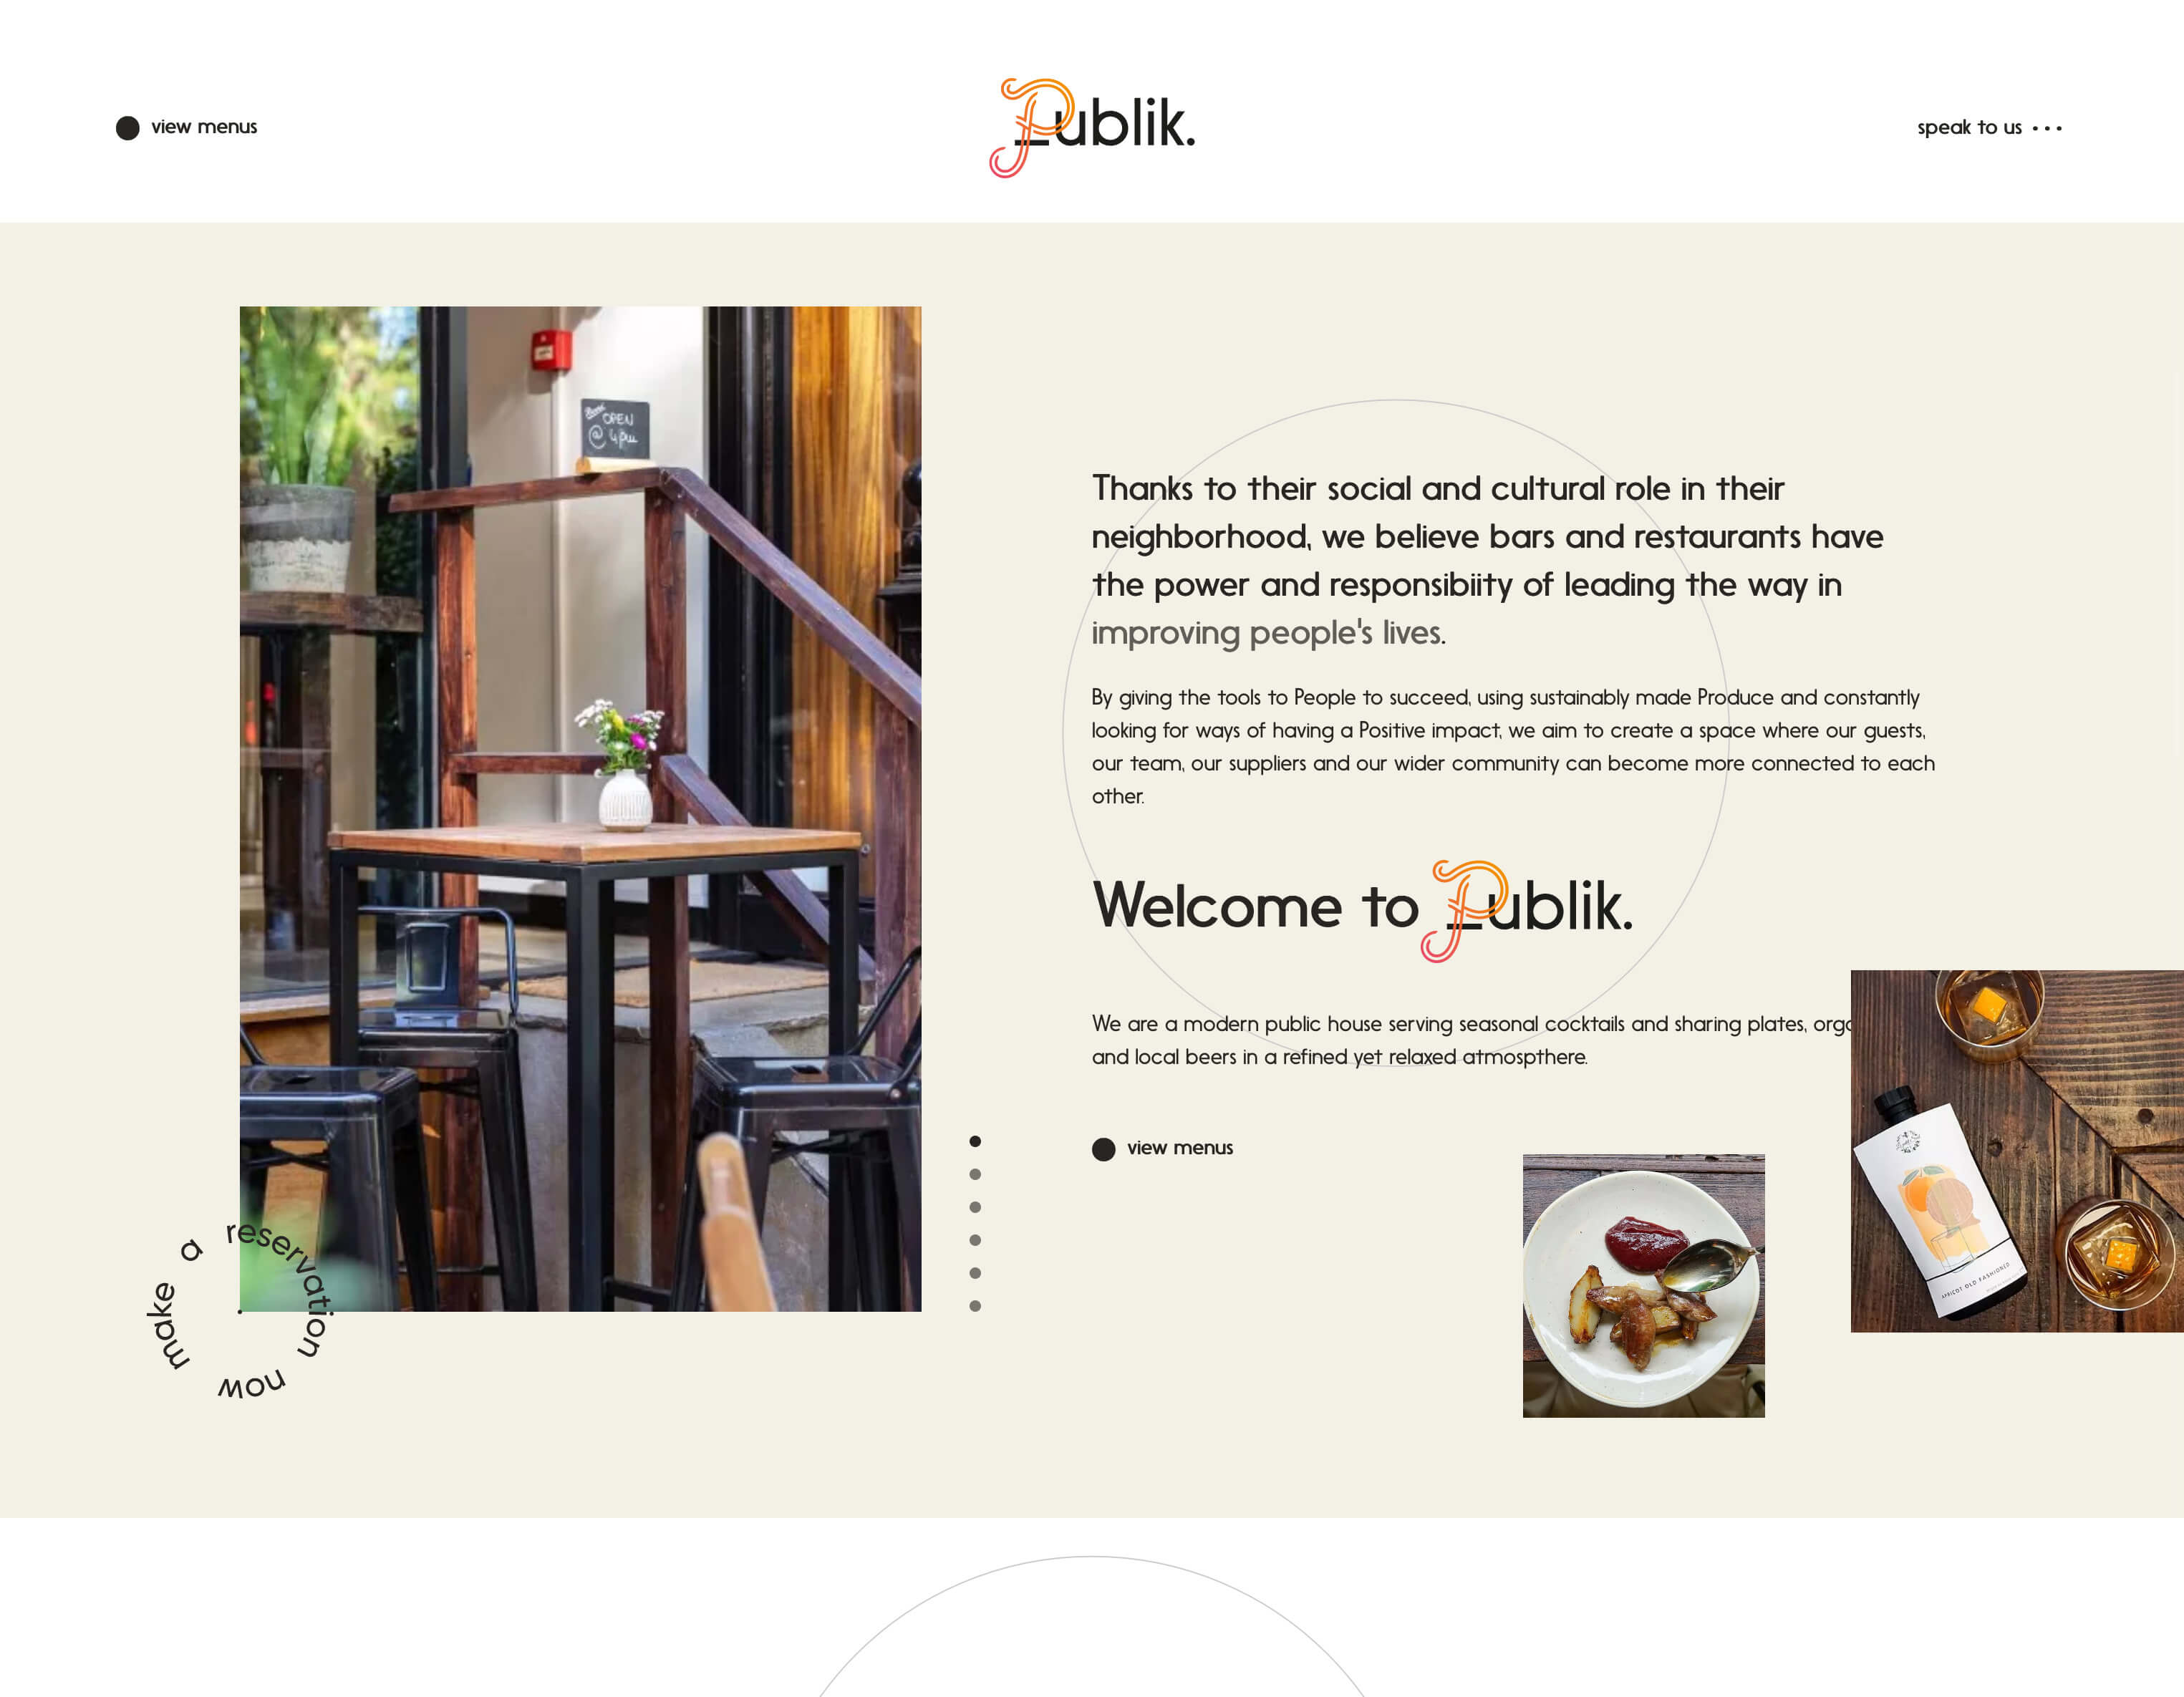 view menus
Publik.
speak to us ...
OPEN
@ 4pm
Thanks to their social and cultural role in their
neighborhood, we believe bars and restaurants have
the power and responsibiity of leading the way in
improving people's lives.
By giving the tools to People to succeed, using sustainably made Produce and constantly
looking for ways of having a Positive impact, we aim to create a space where our guests,
our team, our suppliers and our wider community can become more connected to each
other.
Welcome to Publik.
We are a modern public house serving seasonal cocktails and sharing plates,
and local beers in a refined yet relaxed atmospthere.
view menus
make a reservation now
APRICOT OLD FASHIONED